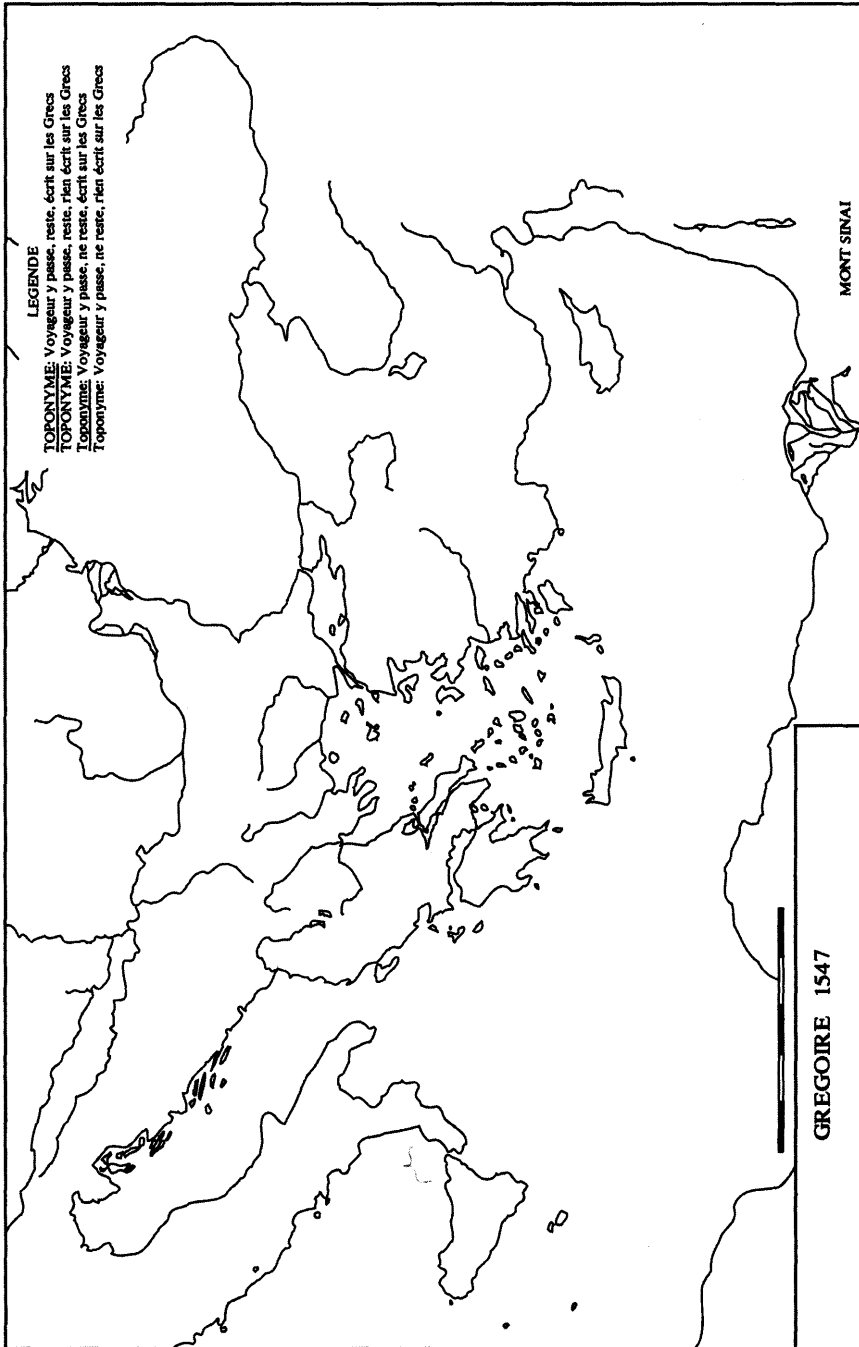 LEGENDE
TOPONYME: Voyageur y passe, reste, écrit sur les Grecs
TOPONYME: Voyageur y passe, reste, rien écrit sur les Grecs
Toponyme: Voyageur y passe, ne reste, écrit sur les Grecs
Toponyme: Voyageur y passe, ne reste, rien écrit sur les Grecs
MONT SINAI
GREGOIRE 1547